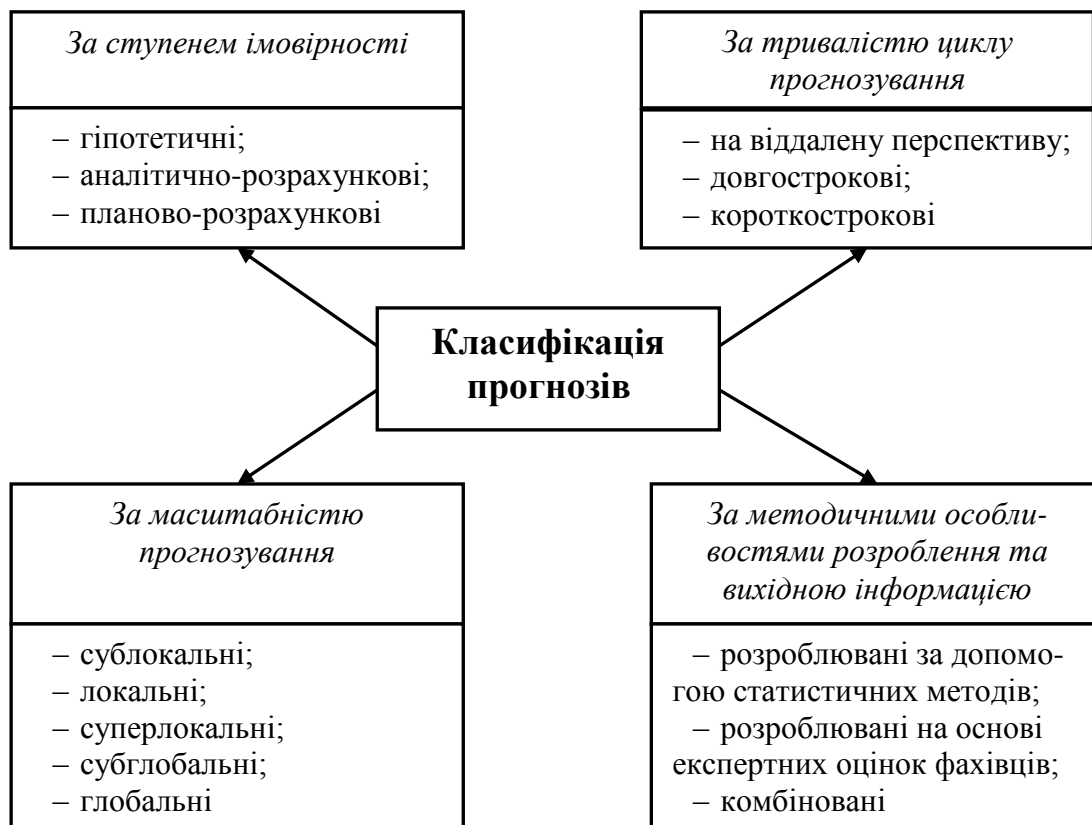 За ступенем імовірності
– гіпотетичні;
– аналітично-розрахункові;
– планово-розрахункові
За тривалістю циклу
прогнозування
– на віддалену перспективу;
– довгострокові;
– короткострокові
Класифікація
прогнозів
За масштабністю
прогнозування
– сублокальні;
– локальні;
– суперлокальні;
– субглобальні;
– глобальні
За методичними особли-
востями розроблення та
вихідною інформацією
– розроблювані за допомо-
гою статистичних методів;
– розроблювані на основі
експертних оцінок фахівців;
– комбіновані